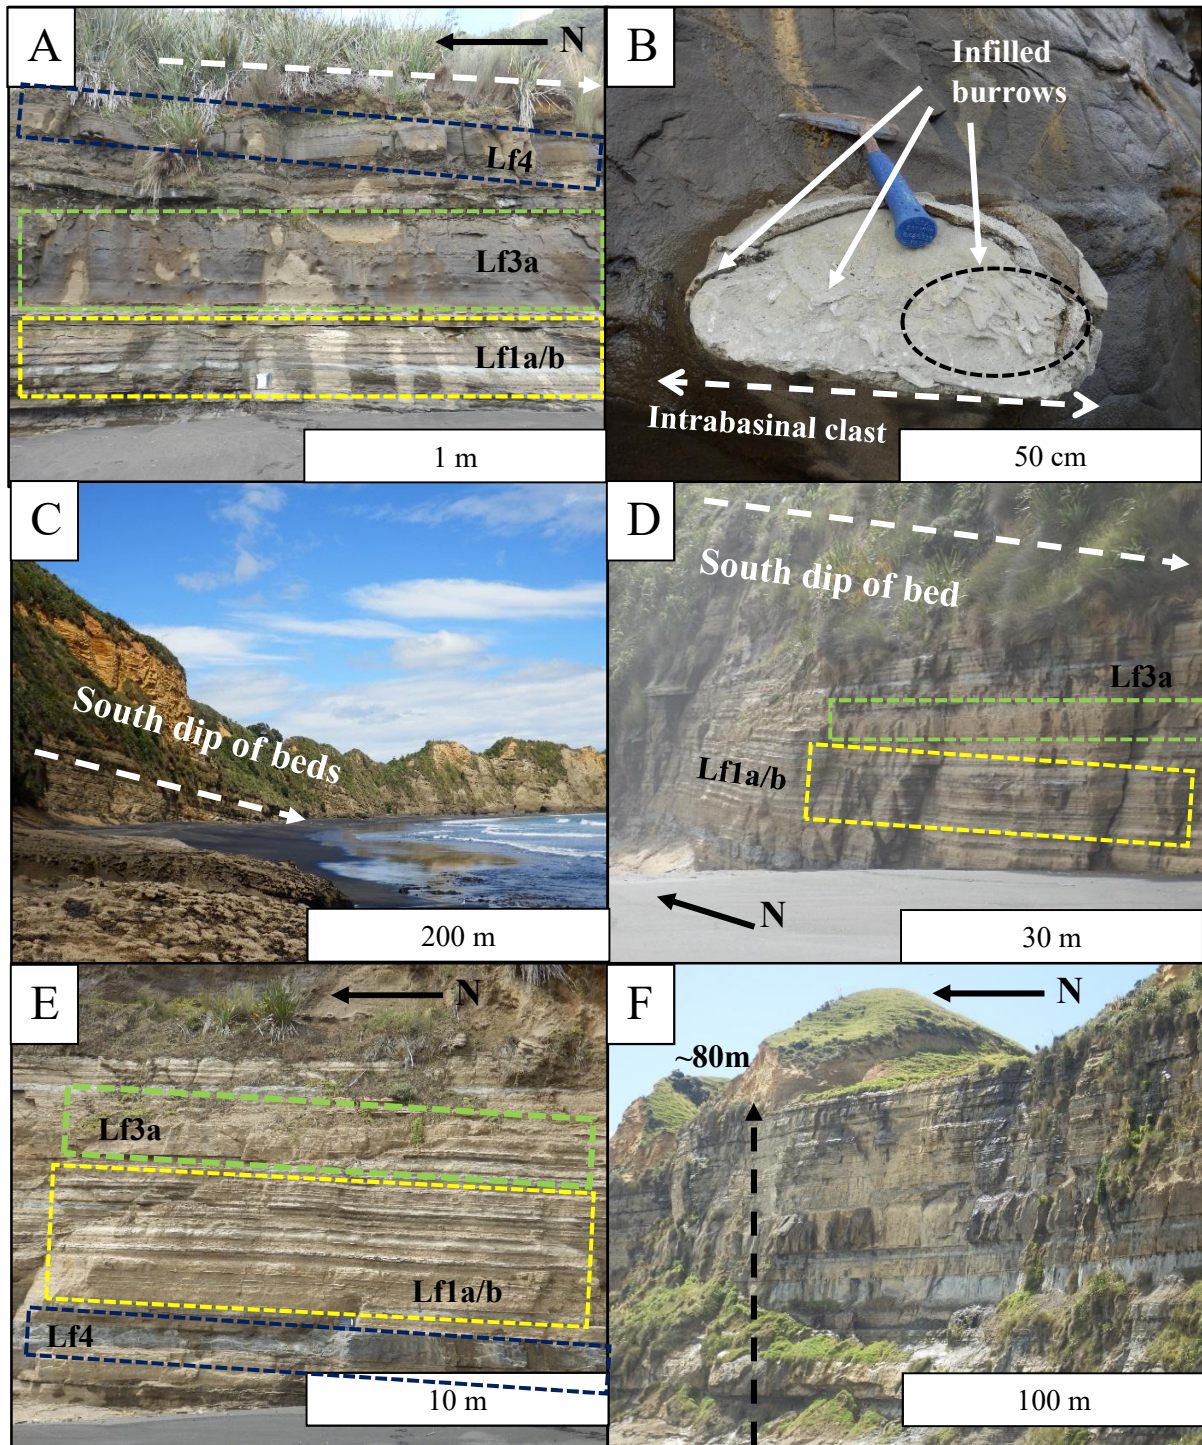 A
N
Lf4
Lf3a
Lf1a/b
1 m
B
Infilled
burrows
Intrabasinal clast
50 cm
C
South dip of beds
200 m
D
South dip of bed
Lf3a
Lf1a/b
N
30 m
E
N
Lf3a
Lf1a/b
Lf4
10 m
F
N
~80m
100 m